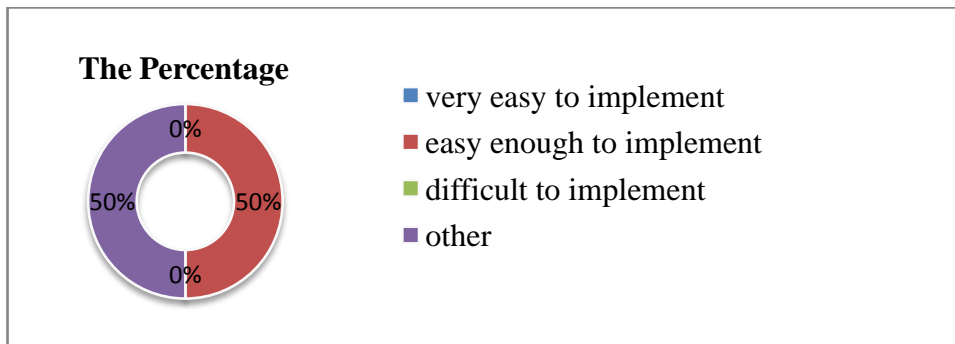 The Percentage
0%
50%
50%
0%
very easy to implement
easy enough to implement
difficult to implement
other